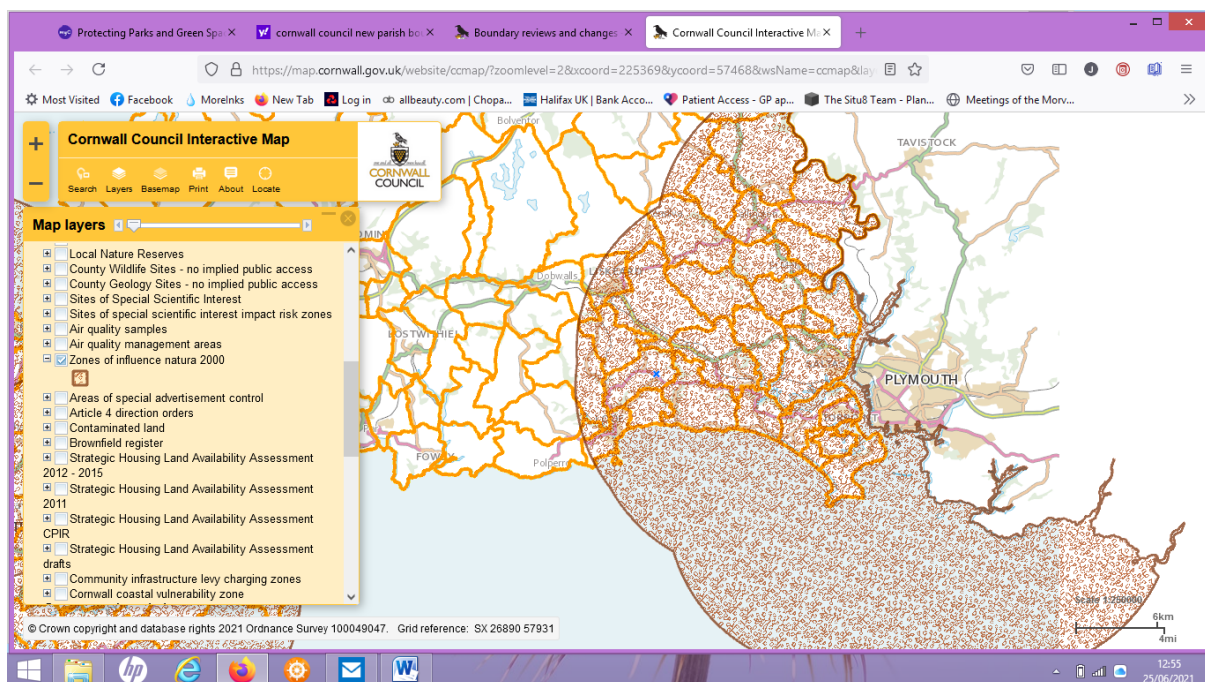 Protecting Parks and Green Spa
cornwall council new parish bo
Boundary reviews and changes
Cornwall Council Interactive Ma
https://map.cornwall.gov.uk/website/ccmap/?zoomlevel=2&xcoord=225369&ycoord=57468&wsName=ccmap&lay
Most Visited
Facebook
MoreInks
New Tab
Log in
allbeauty.com | Chopa...
Halifax UK | Bank Acco...
Patient Access - GP ap...
The Situ8 Team - Plan...
Meetings of the Morv...
Cornwall Council Interactive Map
Search
Layers
Basemap
Print
About
Locate
CORNWALL
COUNCIL
Map layers
Local Nature Reserves
County Wildlife Sites - no implied public access
County Geology Sites - no implied public access
Sites of Special Scientific Interest
Sites of special scientific interest impact risk zones
Air quality samples
Air quality management areas
Zones of influence natura 2000
Areas of special advertisement control
Article 4 direction orders
Contaminated land
Brownfield register
Strategic Housing Land Availability Assessment
2012 - 2015
Strategic Housing Land Availability Assessment
2011
Strategic Housing Land Availability Assessment
CPIR
Strategic Housing Land Availability Assessment
drafts
Community infrastructure levy charging zones
Cornwall coastal vulnerability zone
Bolventor
TAVISTOCK
Dobwalls
LISKEARD
LOSTWITHIEL
PLYMOUTH
FOWEY
Polperro
Scale 1:250000
6km
4mi
© Crown copyright and database rights 2021 Ordnance Survey 100049047. Grid reference: SX 26890 57931
12:55
25/06/2021